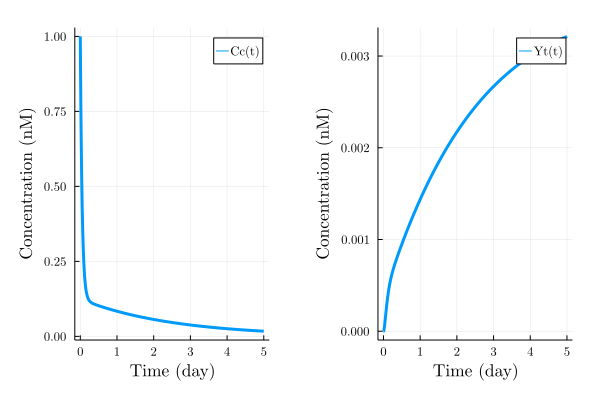 1.00
0.75
0.50
0.25
0.00
0 1 2 3 4 5
Time (day)
Concentration (nM)
Cc(t)
0.003
0.002
0.001
0.000
0 1 2 3 4 5
Time (day)
Concentration (nM)
Yt(t)